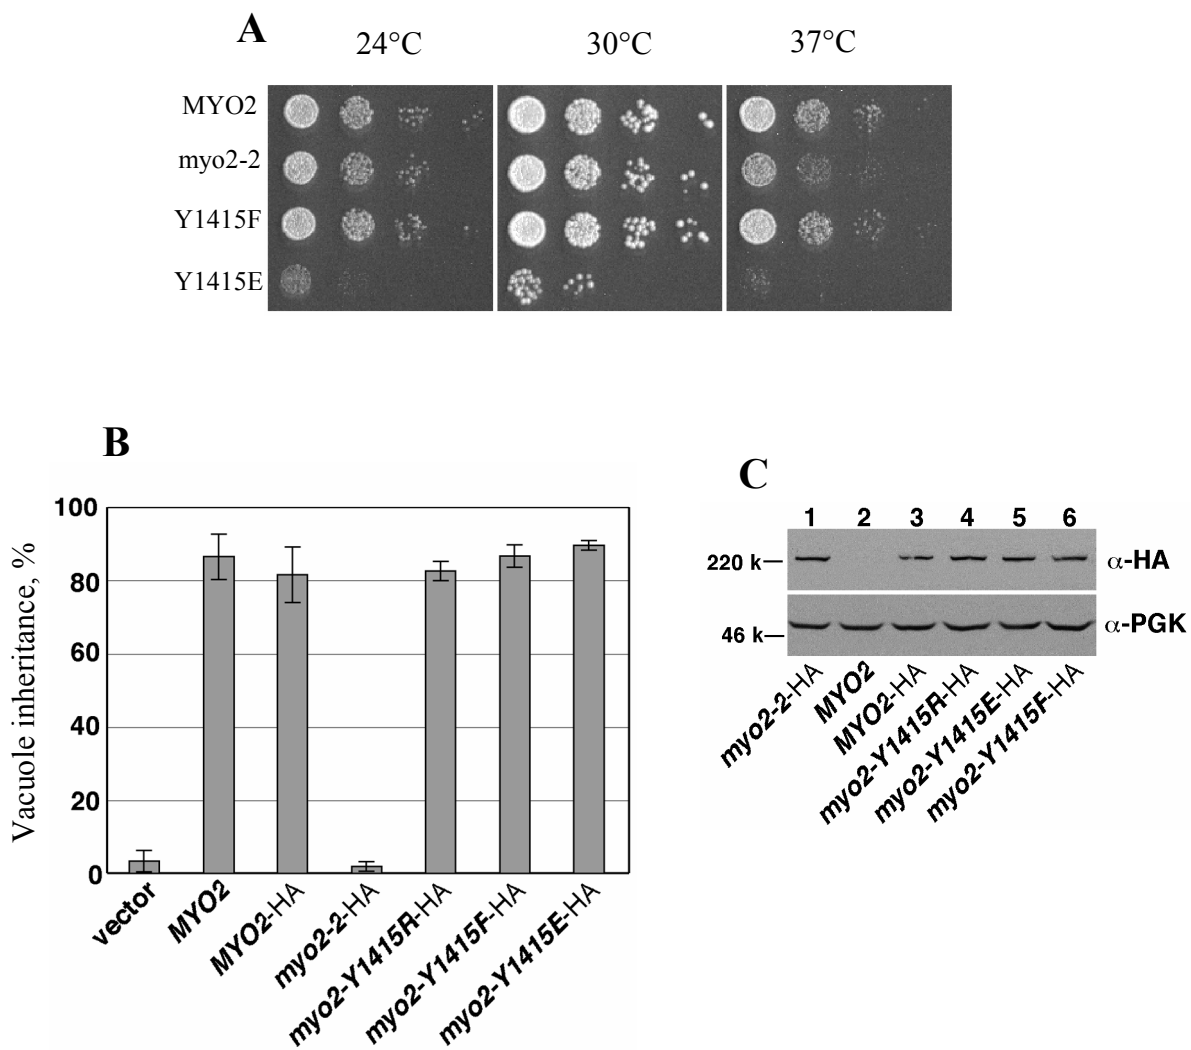 A
24°C 30°C 37°C
MYO2
myo2-2
Y1415F
Y1415E
B
Vacuole inheritance, %
100
80
60
40
20
0
vector
MYO2
MYO2-HA
myo2-2-HA
myo2-Y1415R-HA
myo2-Y1415F-HA
myo2-Y1415E-HA
C
1 2 3 4 5 6
220 k α-HA
46 k α-PGK
myo2-2-HA
MYO2
MYO2-HA
myo2-Y1415R-HA
myo2-Y1415E-HA
myo2-Y1415F-HA